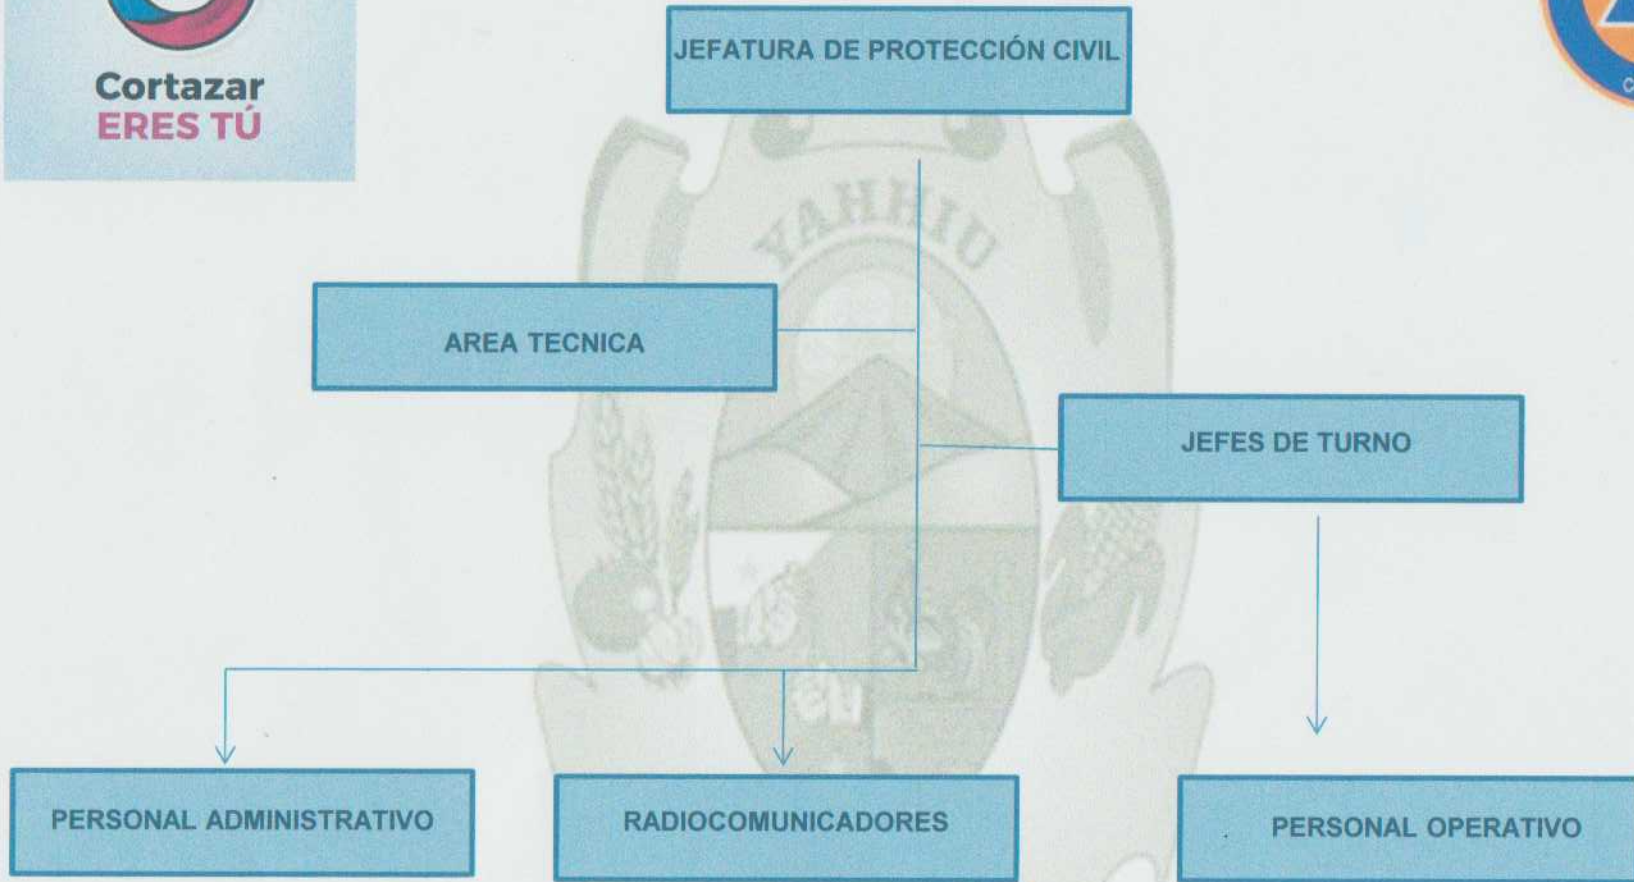 Cortazar
ERES TÚ
JEFATURA DE PROTECCIÓN CIVIL
YAHHIU
AREA TECNICA
JEFES DE TURNO
PERSONAL ADMINISTRATIVO
RADIOCOMUNICADORES
PERSONAL OPERATIVO